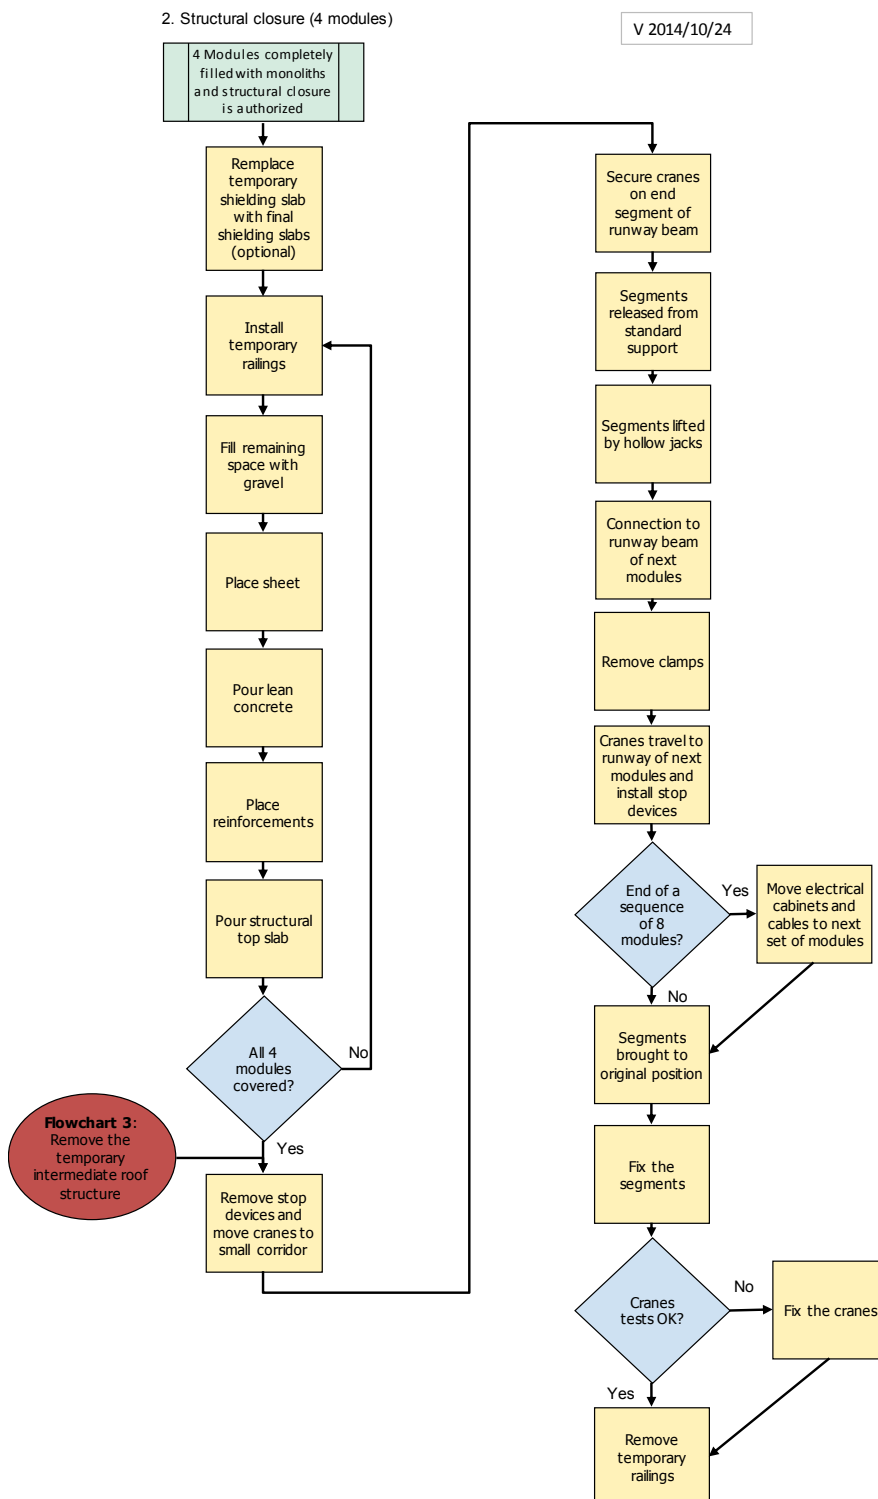 2. Structural closure (4 modules)
V 2014/10/24
4 Modules completely
filled with monoliths
and structural closure
is authorized
Remplace
temporary
shielding slab
with final
shielding slabs
(optional)
Install
temporary
railings
Fill remaining
space with
gravel
Place sheet
Pour lean
concrete
Place
reinforcements
Pour structural
top slab
All 4
modules
covered?
No
Yes
Flowchart 3:
Remove the
temporary
intermediate roof
structure
Remove stop
devices and
move cranes to
small corridor
Secure cranes
on end
segment of
runway beam
Segments
released from
standard
support
Segments lifted
by hollow jacks
Connection to
runway beam
of next
modules
Remove clamps
Cranes travel to
runway of next
modules and
install stop
devices
End of a
sequence
of 8
modules?
Yes
Move electrical
cabinets and
cables to next
set of modules
No
Segments
brought to
original position
Fix the
segments
Cranes
tests OK?
No
Fix the cranes
Yes
Remove
temporary
railings